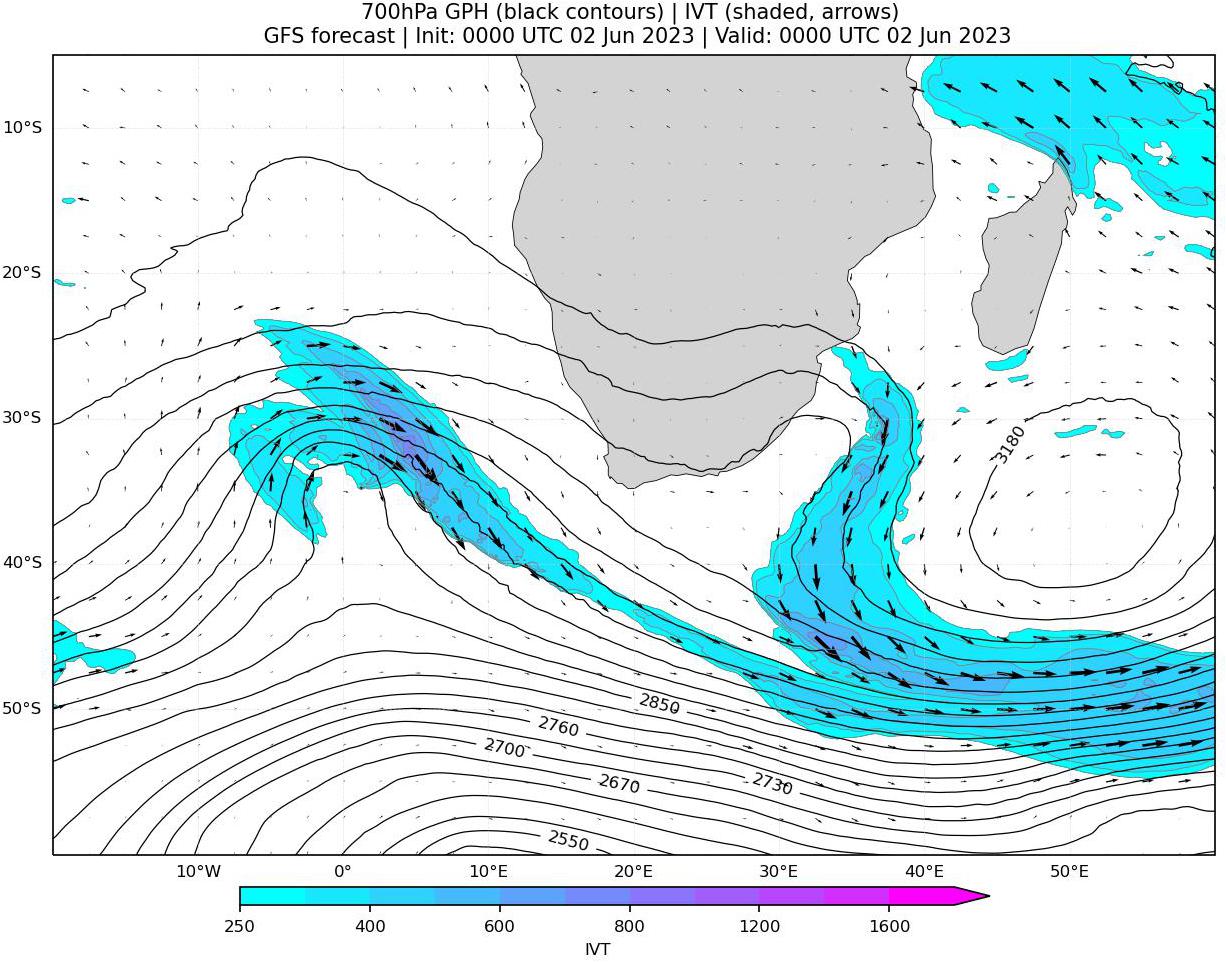 700hPa GPH (black contours) | IVT (shaded, arrows)
GFS forecast | Init: 0000 UTC 02 Jun 2023 | Valid: 0000 UTC 02 Jun 2023
10°S
20°S
30°S
3180
40°S
50°S
2850
2760
2700
2730
2670
2550
10°W 0° 10°E 20°E 30°E 40°E 50°E
250 400 600 800 1200 1600
IVT